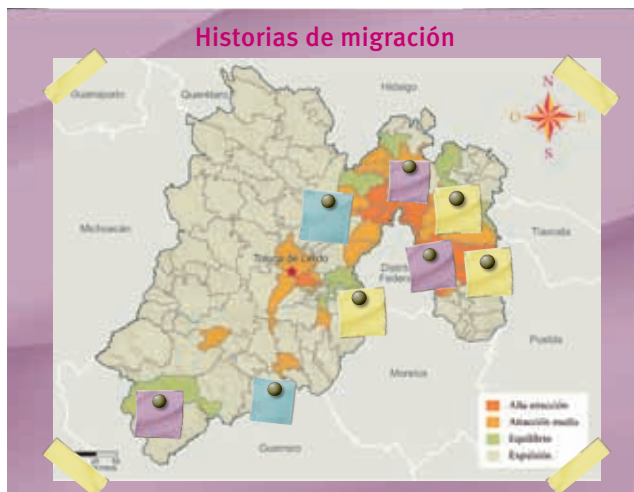 Historias de migración
Guanajuato
Querétaro
Hidalgo
N
O E
S
Michoacán
Tlaxcala
Toluca de Lerdo
Distrito
Federal
Puebla
Morelos
Guerrero
Alta atracción
Atracción media
Equilibrio
Expulsión